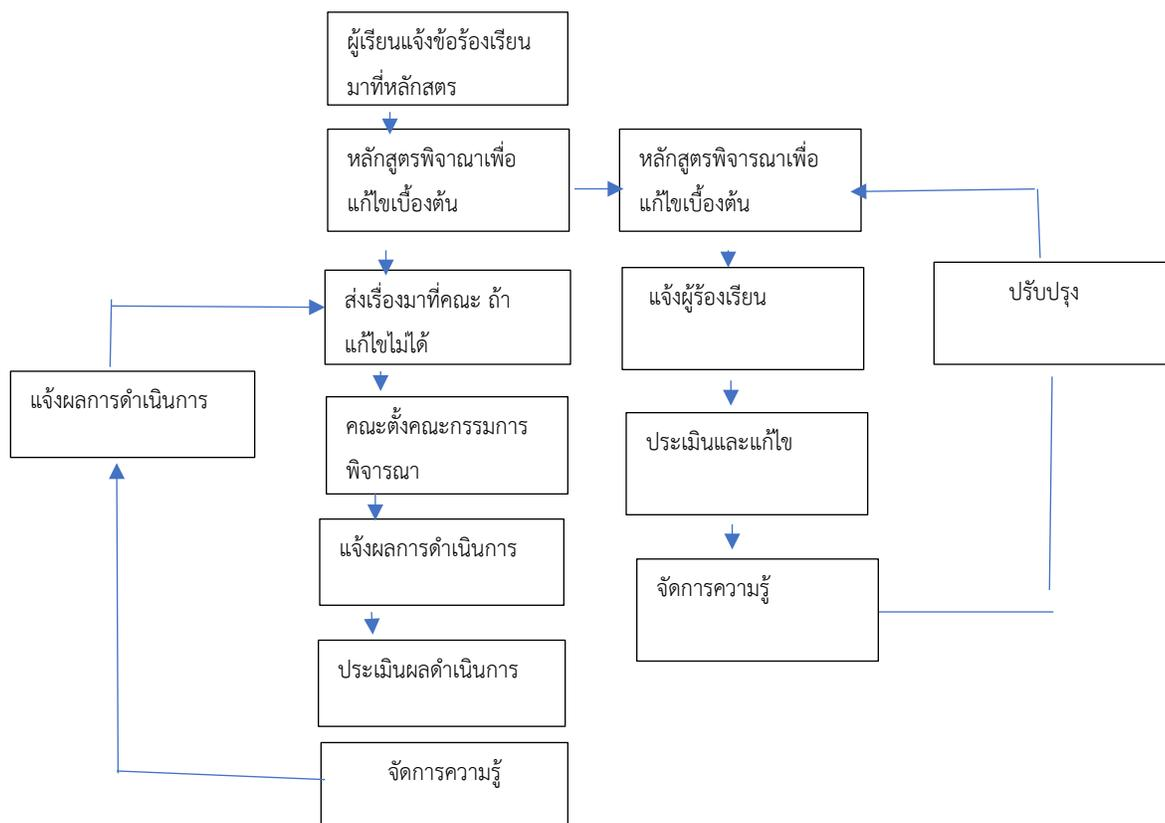 ผู้เรียนแจ้งข้อร้องเรียน
มาที่หลักสตร
หลักสูตรพิจาณาเพื่อ
แก้ไขเบื้องต้น
หลักสูตรพิจารณาเพื่อ
แก้ไขเบื้องต้น
ส่งเรื่องมาที่คณะ ถ้า
แก้ไขไม่ได้
แจ้งผู้ร้องเรียน
ปรับปรุง
แจ้งผลการดำเนินการ
คณะตั้งคณะกรรมการ
พิจารณา
ประเมินและแก้ไข
แจ้งผลการดำเนินการ
จัดการความรู้
ประเมินผลดำเนินการ
จัดการความรู้